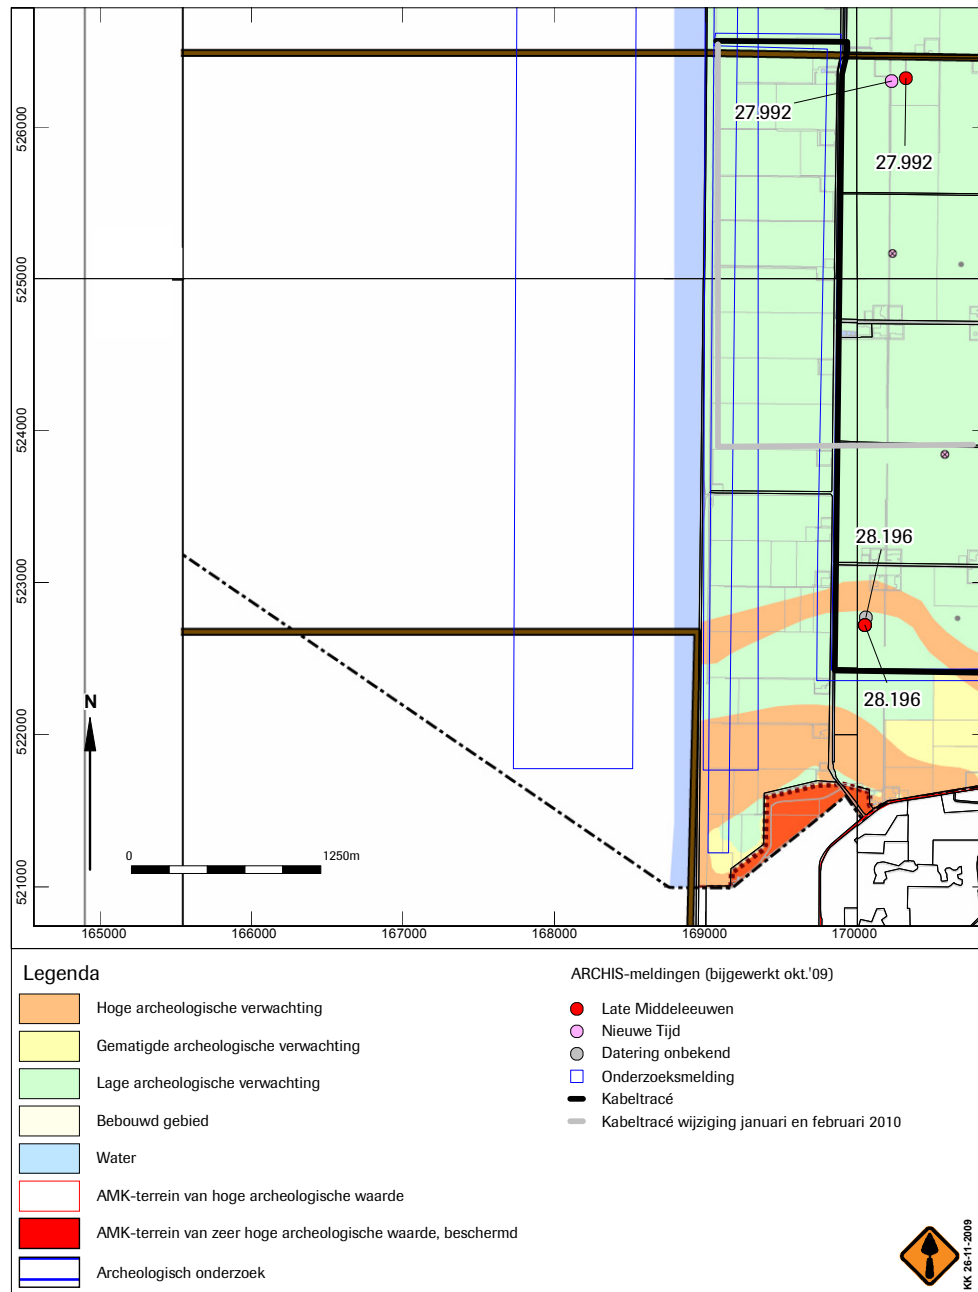 27.992
27.992
526000
525000
524000
28.196
523000
28.196
N
522000
0
1250m
521000
165000
166000
167000
168000
169000
170000
Legenda
Hoge archeologische verwachting
Gematigde archeologische verwachting
Lage archeologische verwachting
Bebouwd gebied
Water
AMK-terrein van hoge archeologische waarde
AMK-terrein van zeer hoge archeologische waarde, beschermd
Archeologisch onderzoek
ARCHIS-meldingen (bijgewerkt okt.'09)
Late Middeleeuwen
Nieuwe Tijd
Datering onbekend
Onderzoeksmelding
Kabeltracé
Kabeltracé wijziging januari en februari 2010
KK 26-11-2009